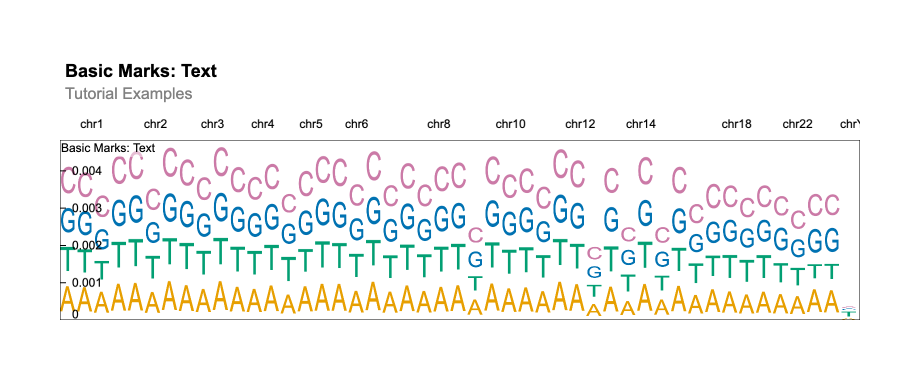 Basic Marks: Text
Tutorial Examples
chr1 chr2 chr3 chr4 chr5 chr6 chr8 chr10 chr12 chr14 chr18 chr22 chrY
Basic Marks: Text
0.004
C C C C C C C C C C C C C C C C C C C C C C C C C C C C C C C C C C C C C C C C C C C C C C
0.003
G G G G G G G G G G G G G G G G G G G G G G G G G G G G G G G G G G G G G G G G G G G G G G
0.002
T T T T T T T T T T T T T T T T T T T T T T T T T T T T T T T T T T T T T T T T T T T T T T
0.001
A A A A A A A A A A A A A A A A A A A A A A A A A A A A A A A A A A A A A A A A A A A A A A
0